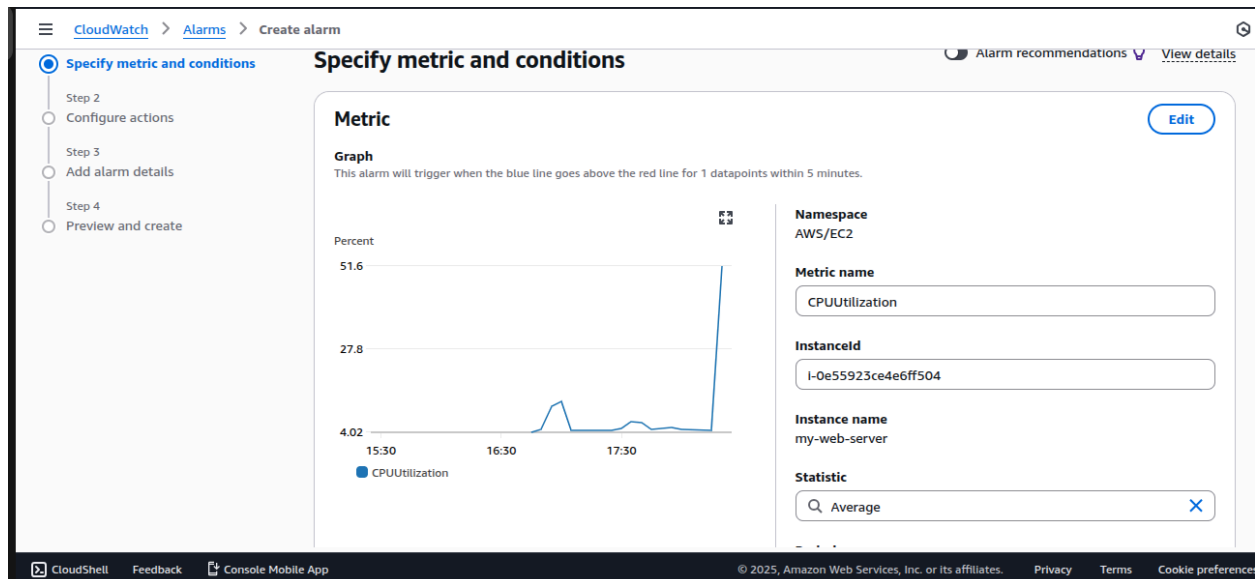 CloudWatch > Alarms > Create alarm
Specify metric and conditions
Step 2
Configure actions
Step 3
Add alarm details
Step 4
Preview and create
Specify metric and conditions
Alarm recommendations
View details
Metric
Edit
Graph
This alarm will trigger when the blue line goes above the red line for 1 datapoints within 5 minutes.
Percent
51.6
27.8
4.02
15:30 16:30 17:30
CPUUtilization
Namespace
AWS/EC2
Metric name
CPUUtilization
InstanceId
i-0e55923ce4e6ff504
Instance name
my-web-server
Statistic
Average
CloudShell Feedback Console Mobile App © 2025, Amazon Web Services, Inc. or its affiliates. Privacy Terms Cookie preferences